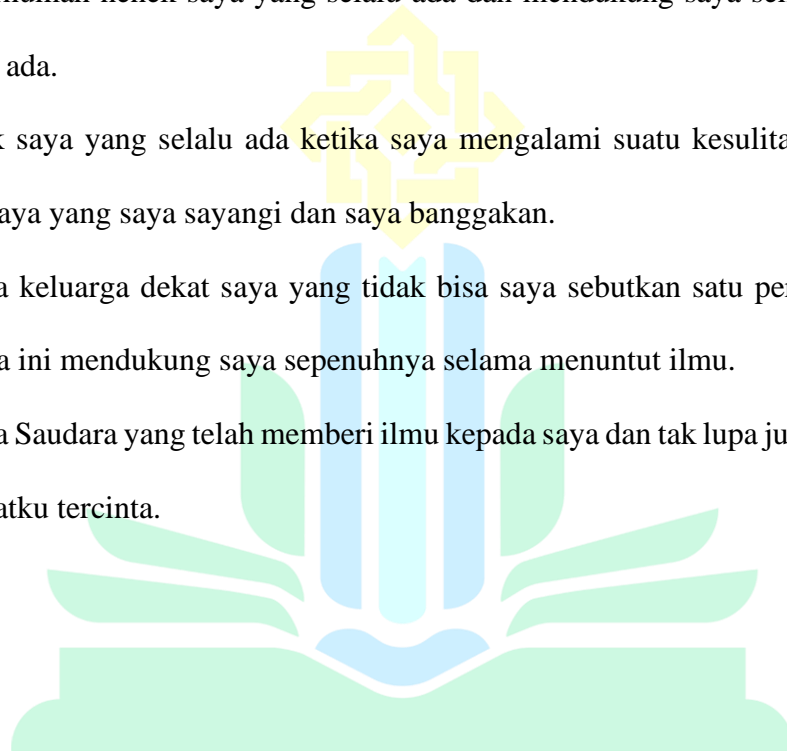 nenek saya yang selalu ada dan mendukung saya
ada.
k saya yang selalu ada ketika saya mengalami suatu kesulita
aya yang saya sayangi dan saya banggakan.
a keluarga dekat saya yang tidak bisa saya sebutkan satu per
a ini mendukung saya sepenuhnya selama menuntut ilmu.
a Saudara yang telah memberi ilmu kepada saya dan tak lupa ju
atku tercinta.